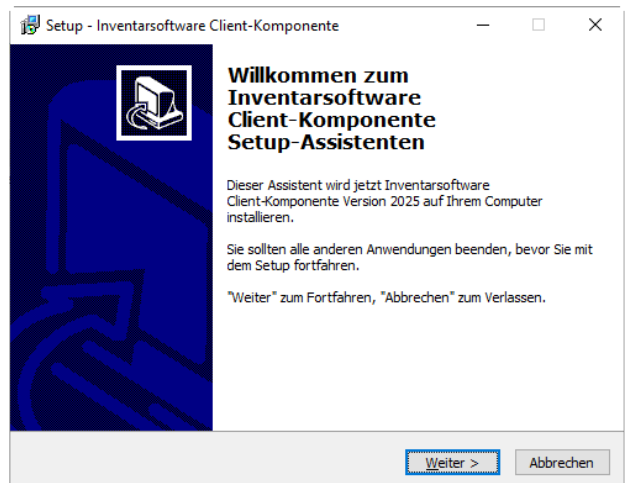 Setup - Inventarsoftware Client-Komponente
Willkommen zum
Inventarsoftware
Client-Komponente
Setup-Assistenten
Dieser Assistent wird jetzt Inventarsoftware
Client-Komponente Version 2025 auf Ihrem Computer
installieren.
Sie sollten alle anderen Anwendungen beenden, bevor Sie mit
dem Setup fortfahren.
"Weiter" zum Fortfahren, "Abbrechen" zum Verlassen.
Weiter > Abbrechen